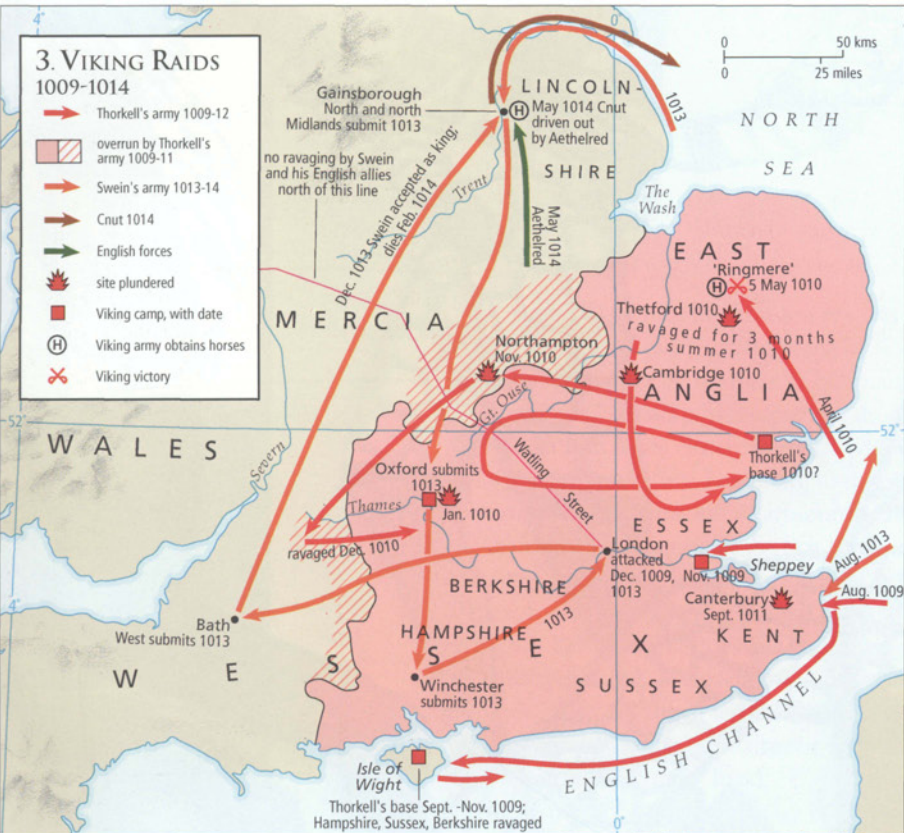 3. VIKING RAIDS
1009-1014
Thorkell's army 1009-12
overrun by Thorkell's
army 1009-11
Swein's army 1013-14
Cnut 1014
English forces
site plundered
Viking camp, with date
H
Viking army obtains horses
Viking victory
4°
0°
0
50 kms
0
25 miles
Gainsborough
North and north
Midlands submit 1013
LINCOLN-
SHIRE
H
May 1014 Cnut
driven out
by Aethelred
1013
NORTH
SEA
no ravaging by Swein
and his English allies
north of this line
Trent
The
Wash
Dec. 1013 Swein accepted as king;
dies Feb. 1014
May 1014
Aethelred
EAST
ANGLIA
'Ringmere'
H
5 May 1010
Thetford 1010
ravaged for 3 months
summer 1010
MERCIA
Northampton
Nov. 1010
Cambridge 1010
Gt. Ouse
April 1010
52°
52°
WALES
Severn
Watling
Street
Thorkell's
base 1010?
Oxford submits
1013
Jan. 1010
Thames
ESSEX
ravaged Dec. 1010
London
attacked
Dec. 1009,
1013
Nov. 1009
Sheppey
Aug. 1013
Aug. 1009
BERKSHIRE
Canterbury
Sept. 1011
KENT
4°
Bath
West submits 1013
HAMPSHIRE
1013
WESSEX
SUSSEX
Winchester
submits 1013
ENGLISH CHANNEL
Isle of
Wight
Thorkell's base Sept. -Nov. 1009;
Hampshire, Sussex, Berkshire ravaged
0°